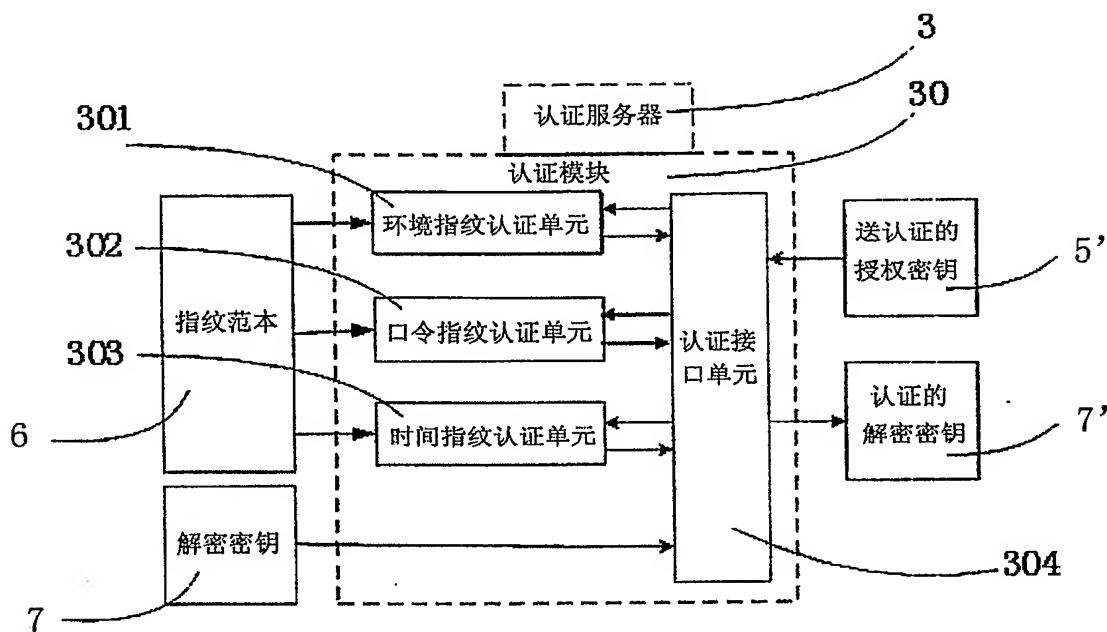 3
认证服务器
30
301
认证模块
环境指纹认证单元
302
送认证的
授权密钥
5'
指纹范本
口令指纹认证单元
303
认证接
口单元
6
时间指纹认证单元
认证的
解密密钥
7'
解密密钥
304
7